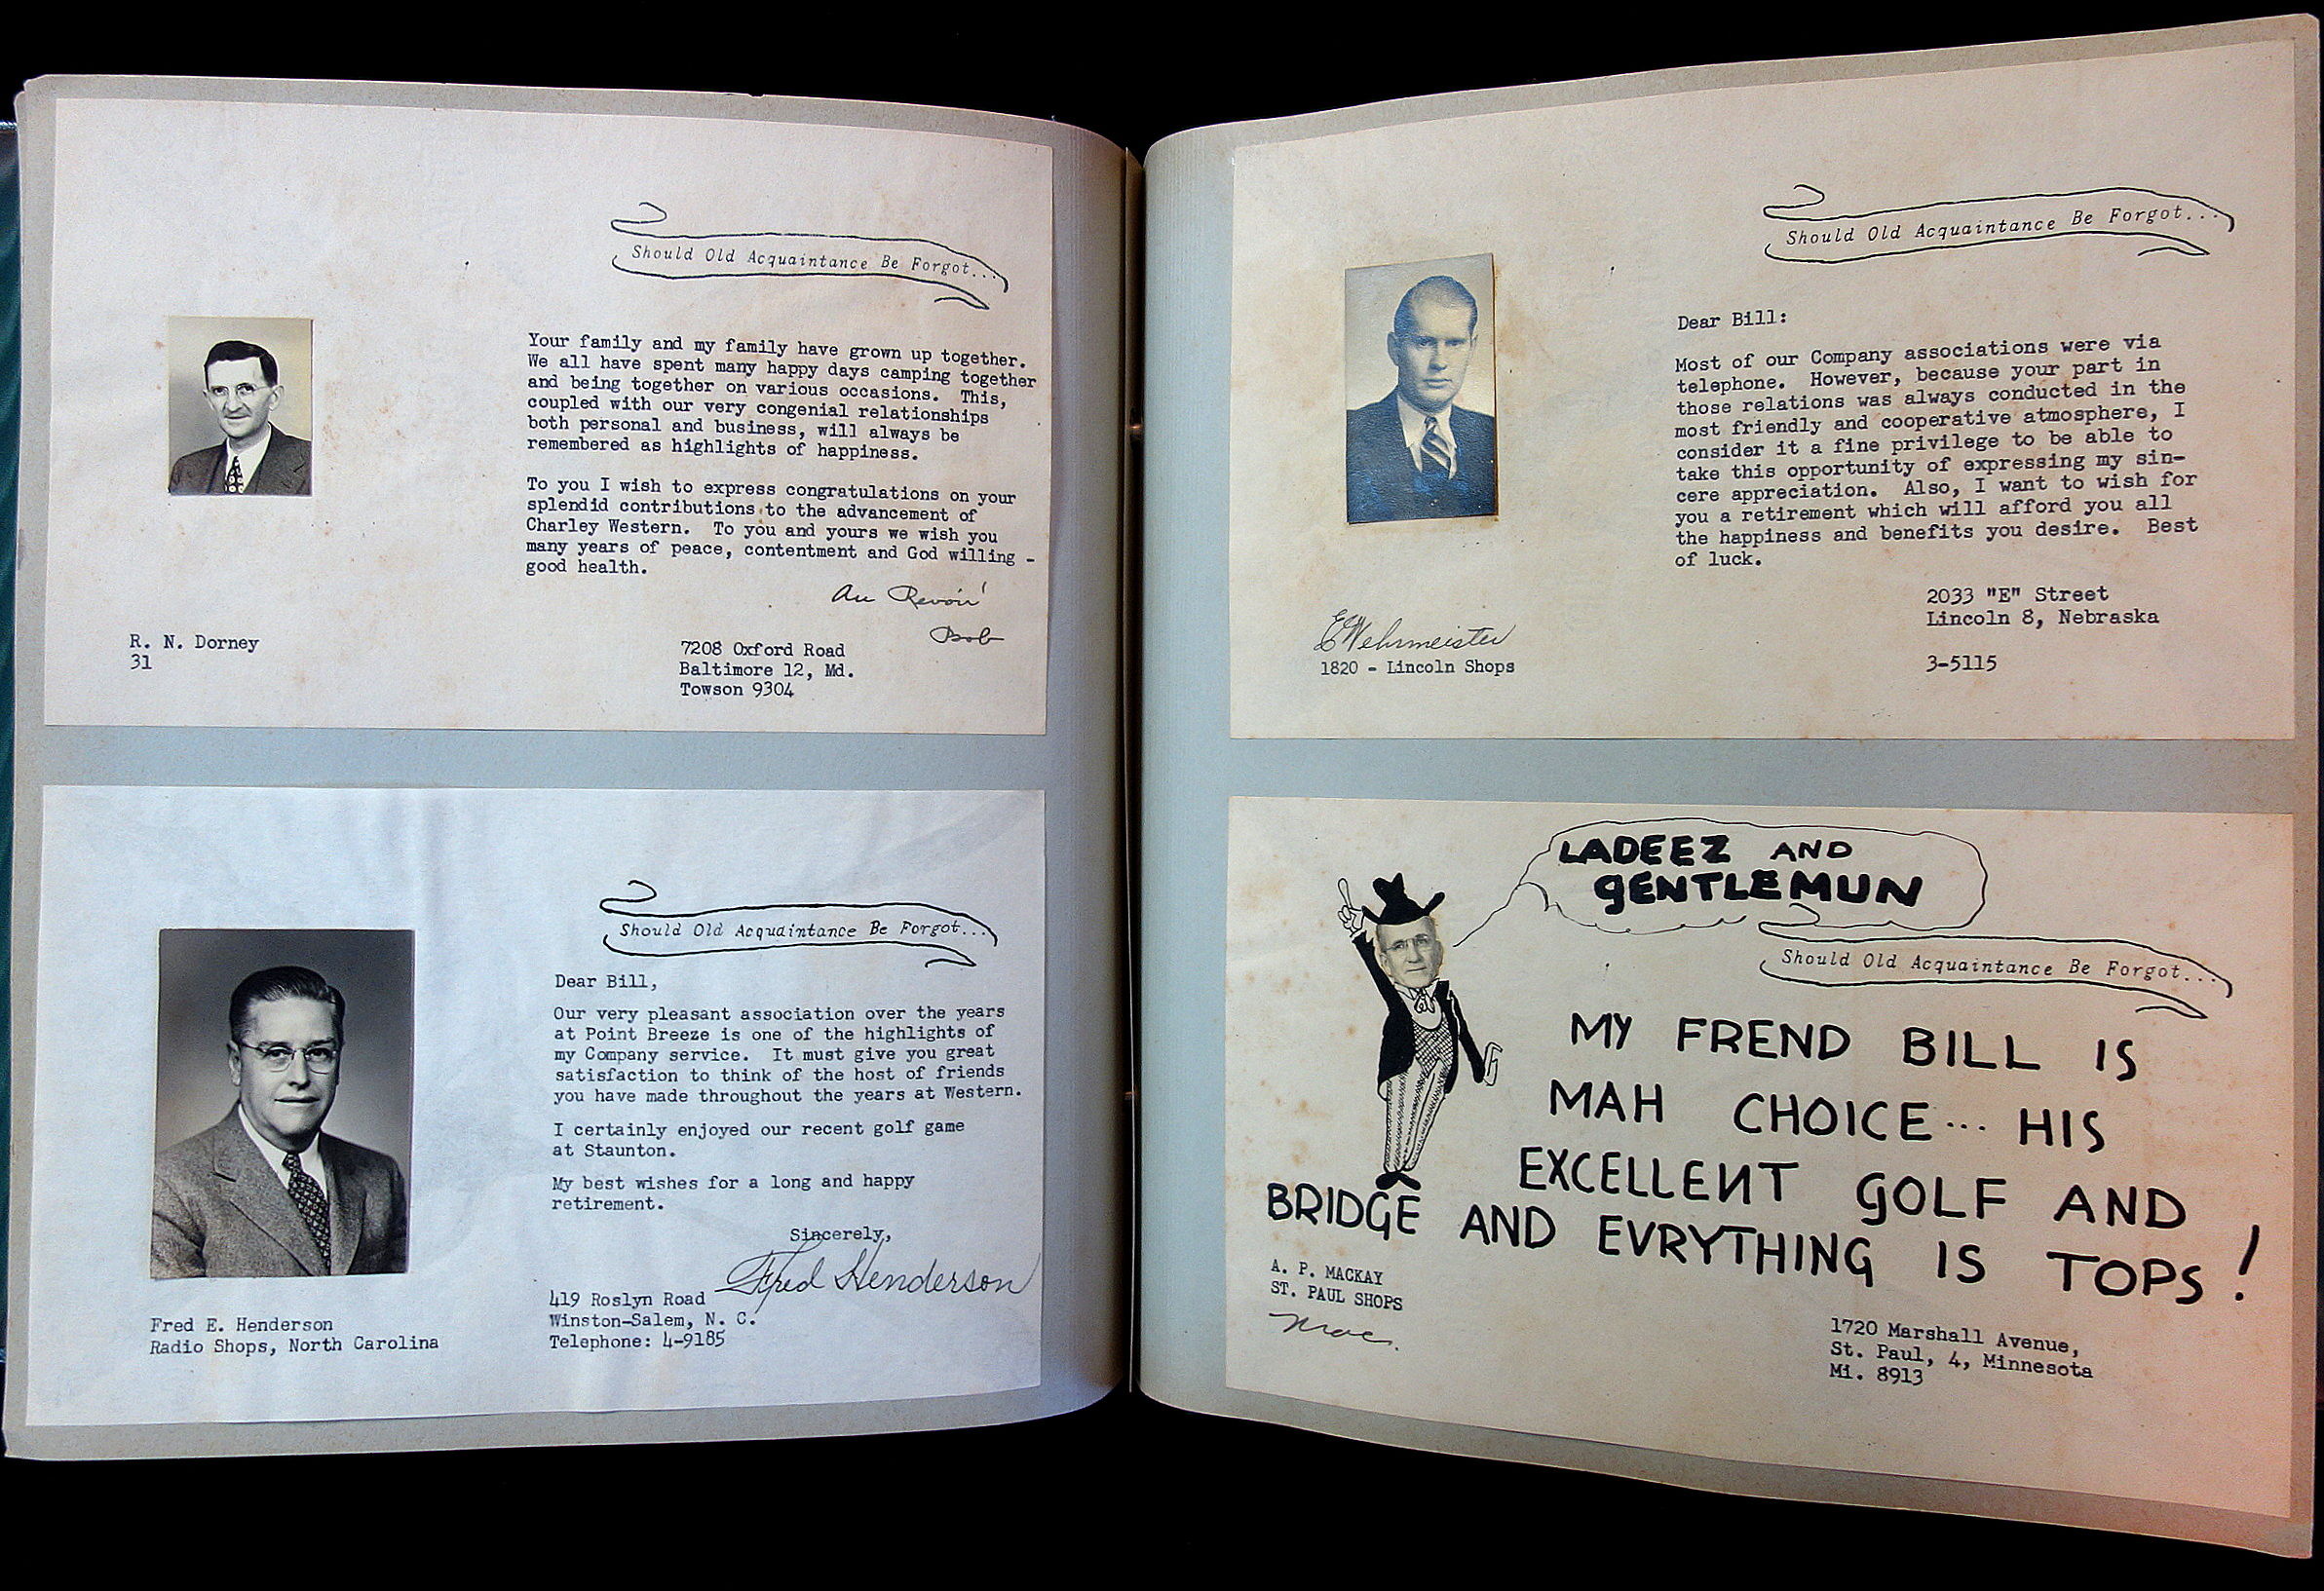 Should Old Acquaintance Be Forgot...
Your family and my family have grown up together.
We all have spent many happy days camping together
and being together on various occasions. This,
coupled with our very congenial relationships
both personal and business, will always be
remembered as highlights of happiness.
To you I wish to express congratulations on your
splendid contributions to the advancement of
Charley Western. To you and yours we wish you
many years of peace, contentment and God willing -
good health.
Au Revoir
Bob
R. N. Dorney
31
7208 Oxford Road
Baltimore 12, Md.
Towson 9304
Should Old Acquaintance Be Forgot...
Dear Bill,
Our very pleasant association over the years
at Point Breeze is one of the highlights of
my Company service. It must give you great
satisfaction to think of the host of friends
you have made throughout the years at Western.
I certainly enjoyed our recent golf game
at Staunton.
My best wishes for a long and happy
retirement.
Sincerely,
Fred Henderson
419 Roslyn Road
Winston-Salem, N. C.
Telephone: 4-9185
Fred E. Henderson
Radio Shops, North Carolina
Should Old Acquaintance Be Forgot...
Dear Bill:
Most of our Company associations were via
telephone. However, because your part in
those relations was always conducted in the
most friendly and cooperative atmosphere, I
consider it a fine privilege to be able to
take this opportunity of expressing my sin-
cere appreciation. Also, I want to wish for
you a retirement which will afford you all
the happiness and benefits you desire. Best
of luck.
2033 "E" Street
Lincoln 8, Nebraska
3-5115
E Wehrmeister
1820 - Lincoln Shops
LADEEZ AND
GENTLEMUN
Should Old Acquaintance Be Forgot...
MY FREND BILL IS
MAH CHOICE... HIS
EXCELLENT GOLF AND
BRIDGE AND EVRYTHING IS TOPS!
A. P. MACKAY
ST. PAUL SHOPS
Mac.
1720 Marshall Avenue,
St. Paul, 4, Minnesota
Mi. 8913